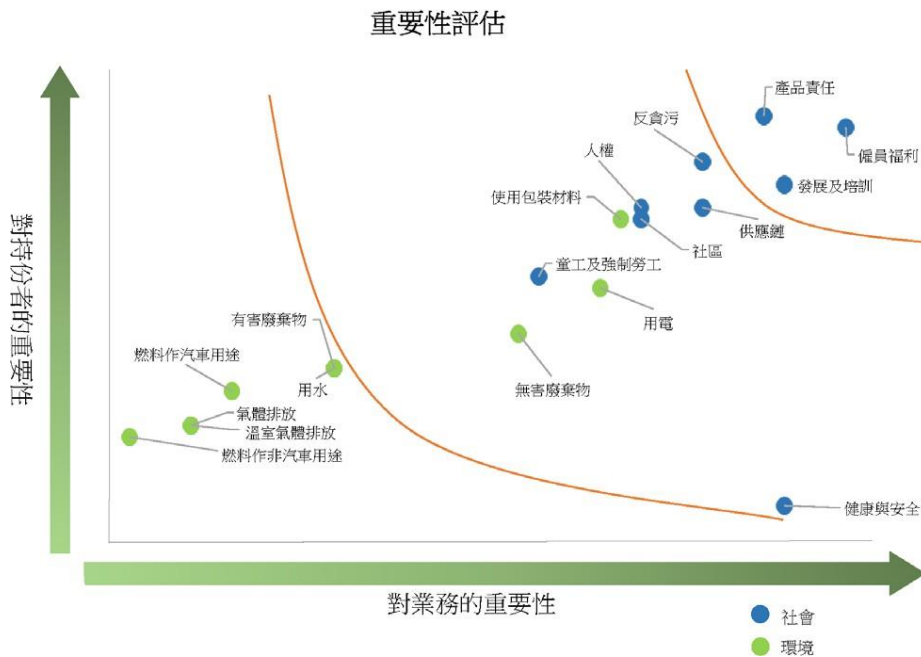 重要性評估
產品責任
反貪污
僱員福利
人權
發展及培訓
使用包裝材料
供應鏈
社區
童工及強制勞工
用電
有害廢棄物
燃料作汽車用途
用水
無害廢棄物
氣體排放
溫室氣體排放
燃料作非汽車用途
健康與安全
對持份者的重要性
對業務的重要性
社會
環境